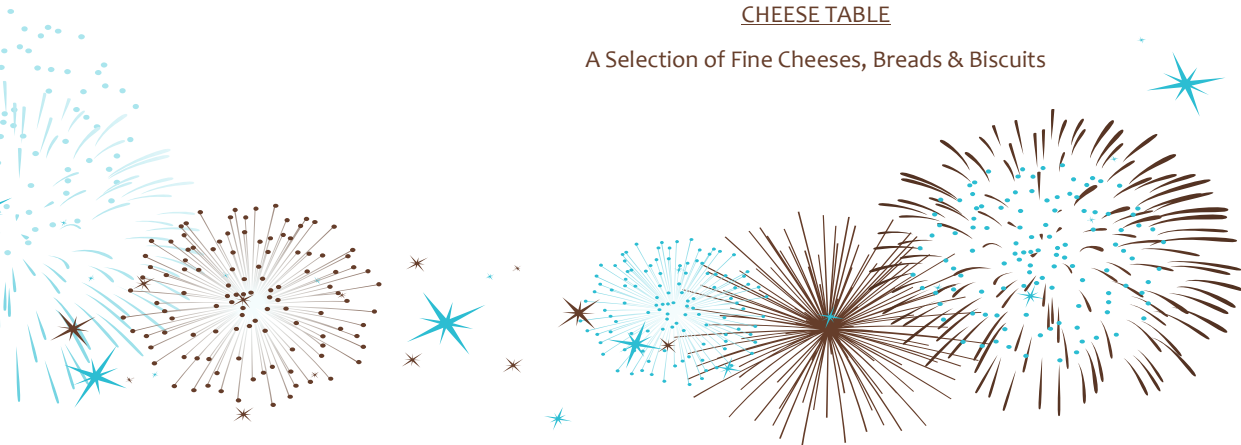 CHEESE TABLE
A Selection of Fine Cheeses, Breads & Biscuits